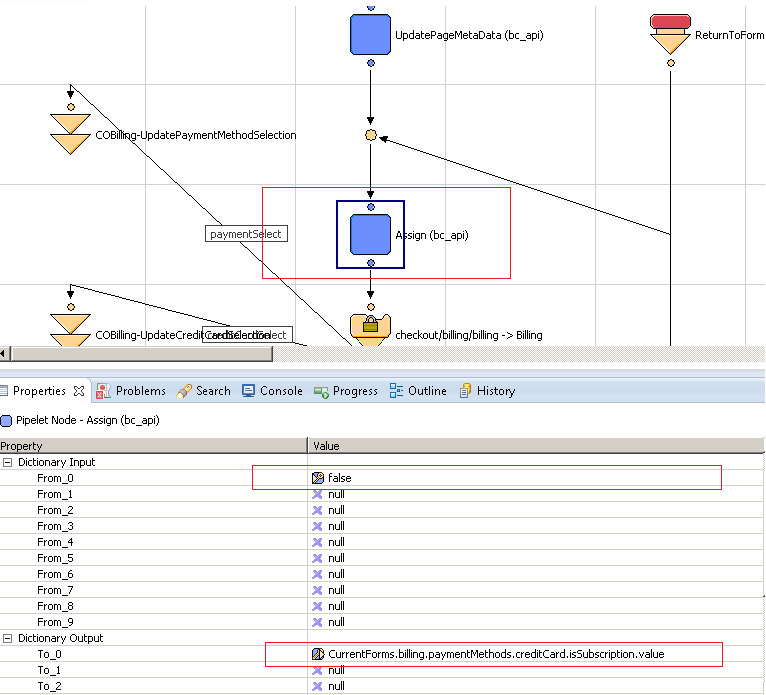 UpdatePageMetaData (bc_api)
ReturnToForm
COBilling-UpdatePaymentMethodSelection
paymentSelect
Assign (bc_api)
COBilling-UpdateCreditCardSelection
checkout/billing/billing -> Billing
Properties Problems Search Console Progress Outline History
Pipelet Node - Assign (bc_api)
Property Value
Dictionary Input
From_0 false
From_1 null
From_2 null
From_3 null
From_4 null
From_5 null
From_6 null
From_7 null
From_8 null
From_9 null
Dictionary Output
To_0 CurrentForms.billing.paymentMethods.creditCard.isSubscription.value
To_1 null
To_2 null